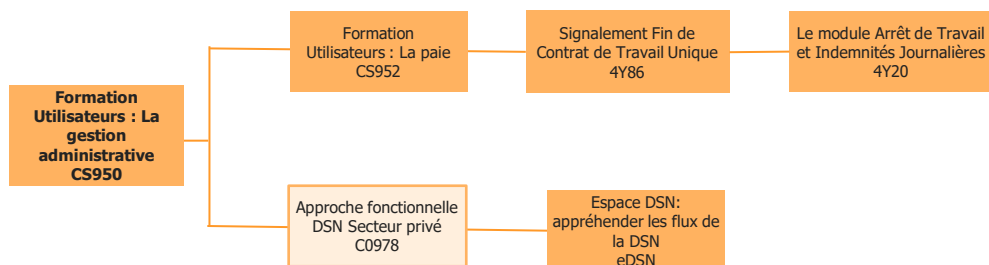 Formation
Utilisateurs : La paie
CS952
Signalement Fin de
Contrat de Travail Unique
4Y86
Le module Arrêt de Travail
et Indemnités Journalières
4Y20
Formation
Utilisateurs : La
gestion
administrative
CS950
Approche fonctionnelle
DSN Secteur privé
C0978
Espace DSN:
appréhender les flux de
la DSN
eDSN